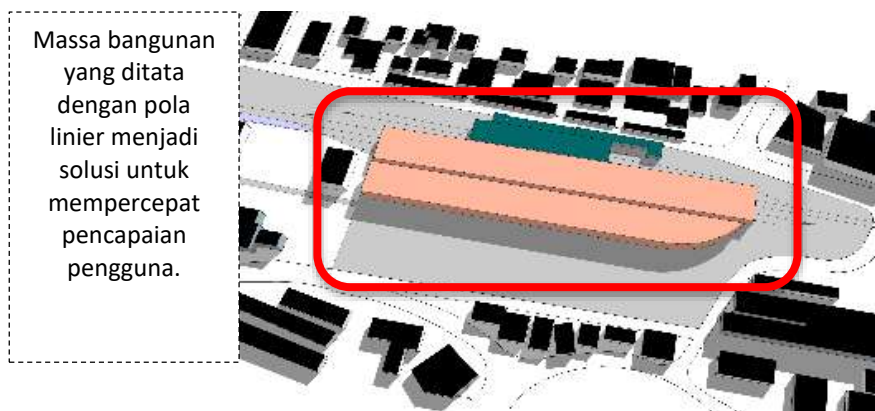 Massa bangunan
yang ditata
dengan pola
linier menjadi
solusi untuk
mempercepat
pencapaian
pengguna.